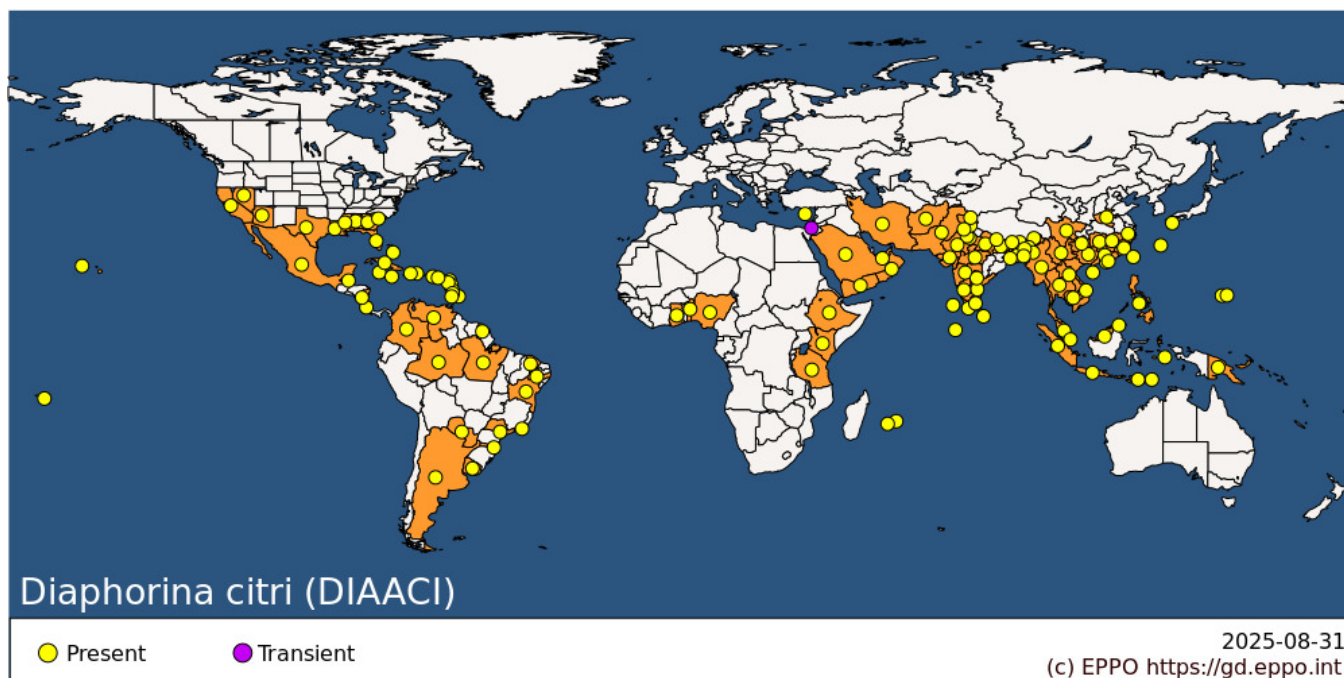 Diaphorina citri (DIAACI)
Present
Transient
2025-08-31
(c) EPPO https://gd.eppo.int